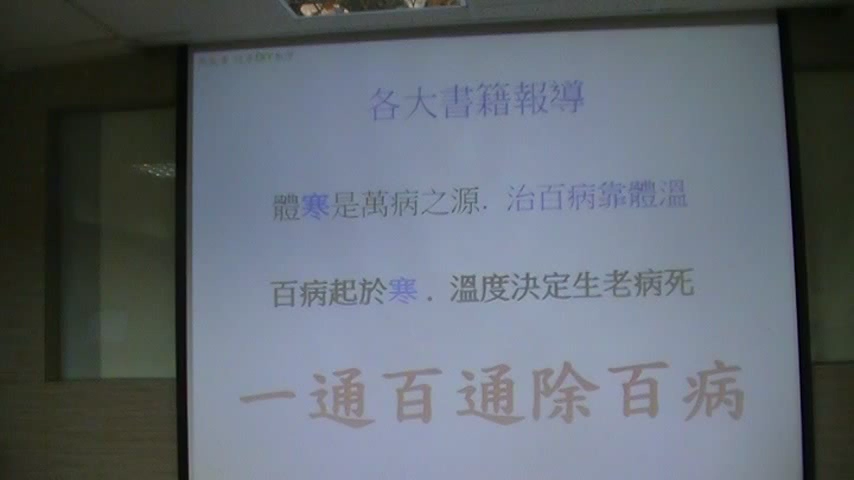 各大書籍報導
體寒是萬病之源. 治百病靠體溫
百病起於寒. 溫度決定生老病死
一通百通除百病